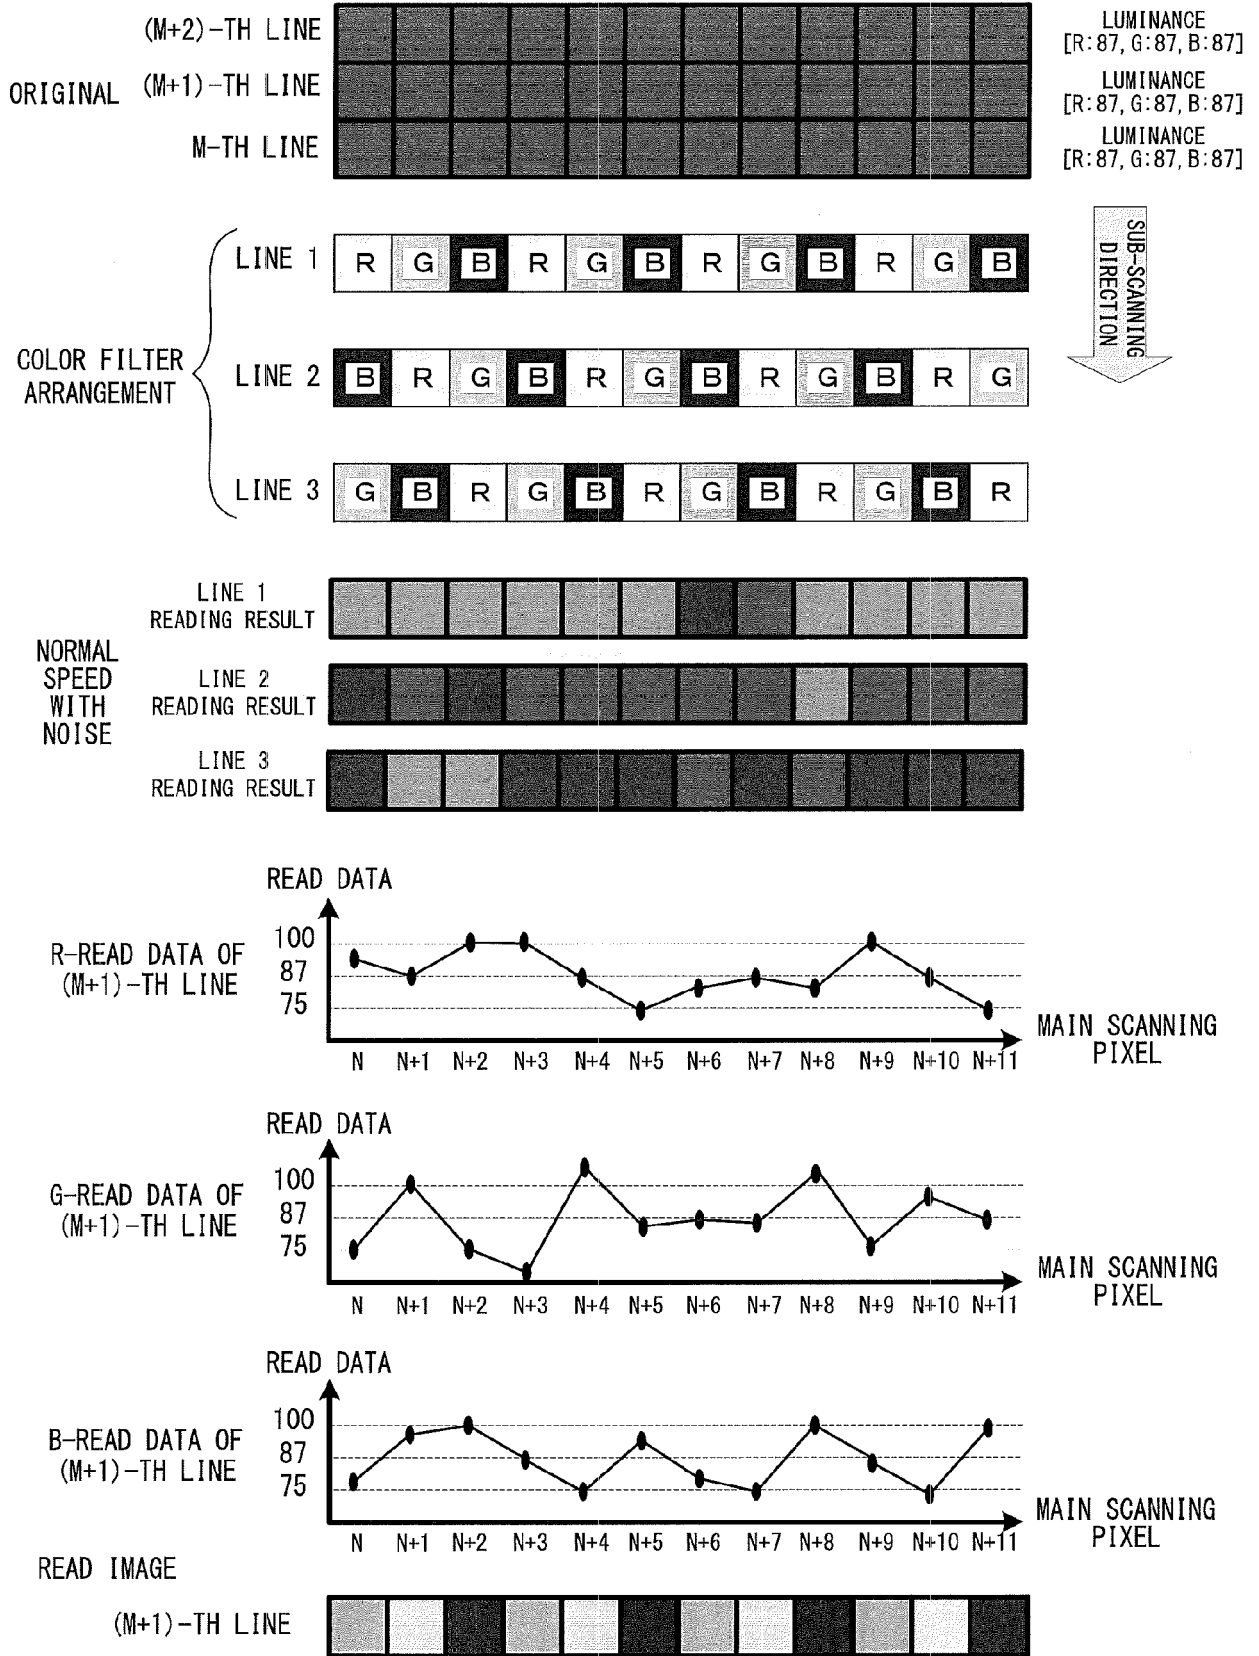 (M+2)-TH LINE
LUMINANCE
[R:87, G:87, B:87]
ORIGINAL
(M+1)-TH LINE
LUMINANCE
[R:87, G:87, B:87]
M-TH LINE
LUMINANCE
[R:87, G:87, B:87]
SUB-SCANNING
DIRECTION
COLOR FILTER
ARRANGEMENT
LINE 1
R G B R G B R G B R G B
LINE 2
B R G B R G B R G B R G
LINE 3
G B R G B R G B R G B R
NORMAL
SPEED
WITH
NOISE
LINE 1
READING RESULT
LINE 2
READING RESULT
LINE 3
READING RESULT
READ DATA
R-READ DATA OF
(M+1)-TH LINE
100
87
75
MAIN SCANNING
PIXEL
N N+1 N+2 N+3 N+4 N+5 N+6 N+7 N+8 N+9 N+10 N+11
READ DATA
G-READ DATA OF
(M+1)-TH LINE
100
87
75
MAIN SCANNING
PIXEL
N N+1 N+2 N+3 N+4 N+5 N+6 N+7 N+8 N+9 N+10 N+11
READ DATA
B-READ DATA OF
(M+1)-TH LINE
100
87
75
MAIN SCANNING
PIXEL
N N+1 N+2 N+3 N+4 N+5 N+6 N+7 N+8 N+9 N+10 N+11
READ IMAGE
(M+1)-TH LINE